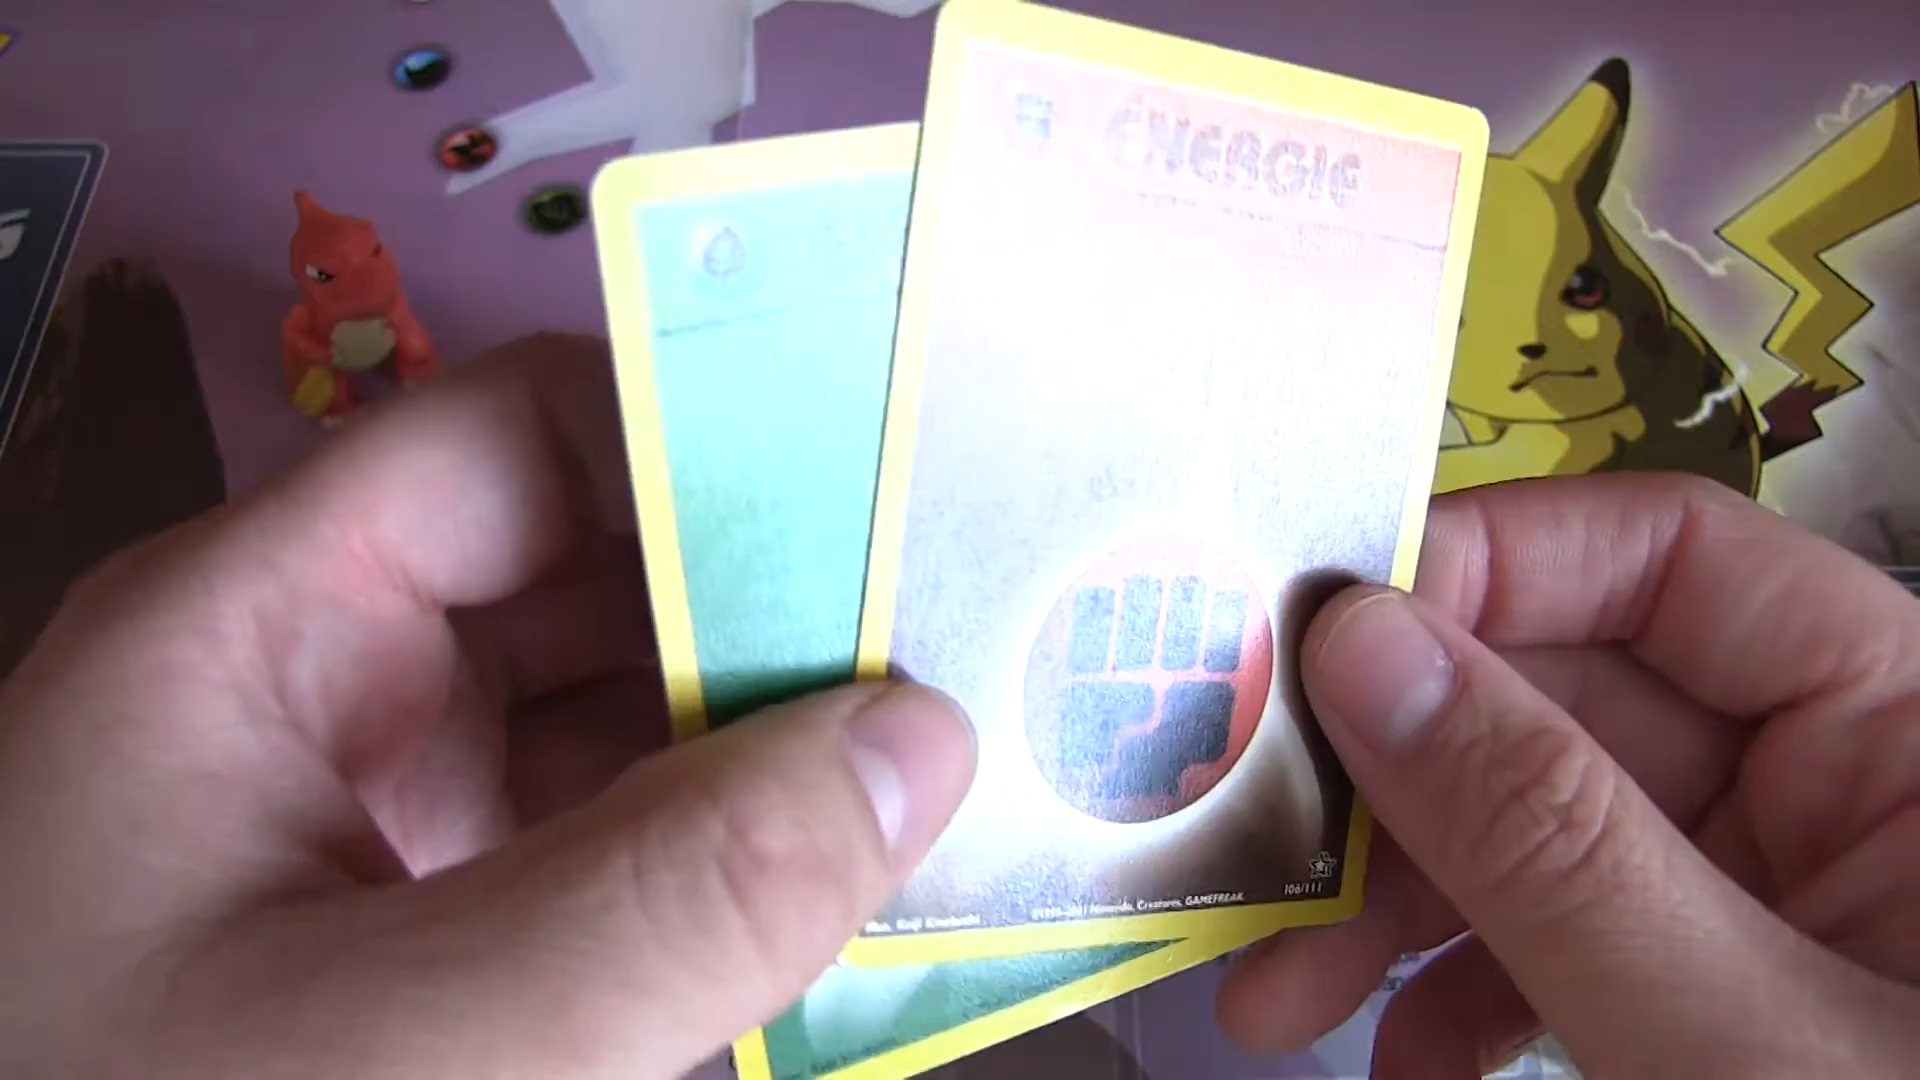 ÉNERGIE
106/111
Nintendo, Creatures, GAMEFREAK.
Illus. Keiji Kinebuchi